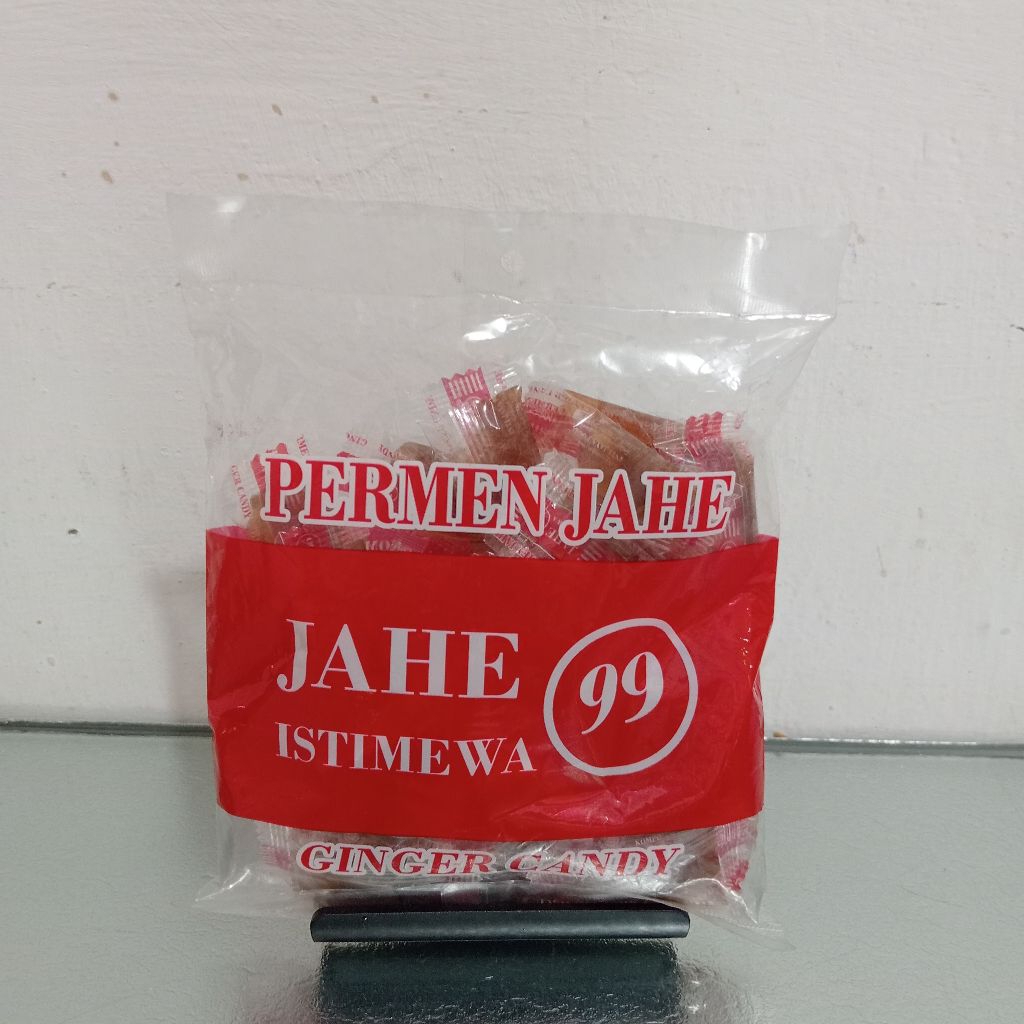 PERMEN JAHE
JAHE
ISTIMEWA
99
GINGER CANDY